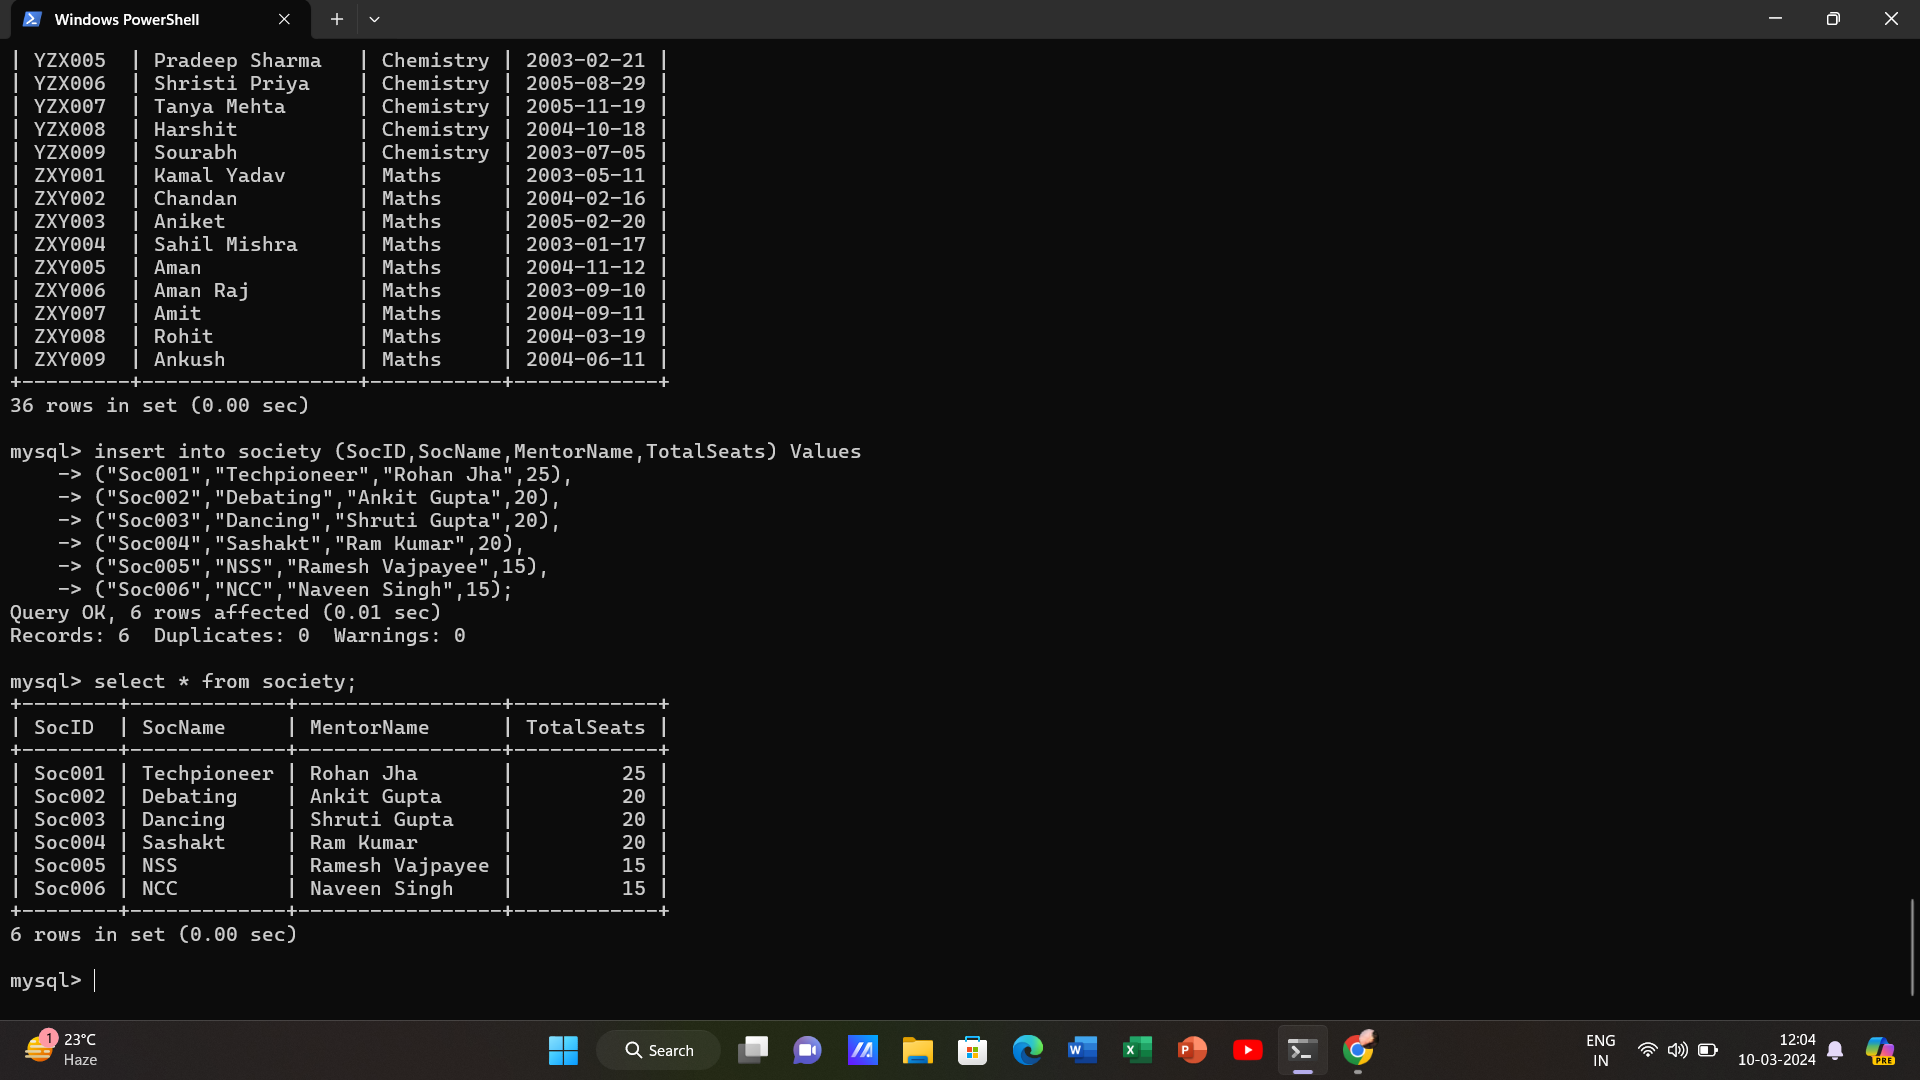 Windows PowerShell
| YZX005  | Pradeep Sharma   | Chemistry | 2003-02-21 |
| YZX006  | Shristi Priya    | Chemistry | 2005-08-29 |
| YZX007  | Tanya Mehta      | Chemistry | 2005-11-19 |
| YZX008  | Harshit          | Chemistry | 2004-10-18 |
| YZX009  | Sourabh          | Chemistry | 2003-07-05 |
| ZXY001  | Kamal Yadav      | Maths     | 2003-05-11 |
| ZXY002  | Chandan          | Maths     | 2004-02-16 |
| ZXY003  | Aniket           | Maths     | 2005-02-20 |
| ZXY004  | Sahil Mishra     | Maths     | 2003-01-17 |
| ZXY005  | Aman             | Maths     | 2004-11-12 |
| ZXY006  | Aman Raj         | Maths     | 2003-09-10 |
| ZXY007  | Amit             | Maths     | 2004-09-11 |
| ZXY008  | Rohit            | Maths     | 2004-03-19 |
| ZXY009  | Ankush           | Maths     | 2004-06-11 |
+---------+------------------+-----------+------------+
36 rows in set (0.00 sec)
mysql> insert into society (SocID,SocName,MentorName,TotalSeats) Values
    -> ("Soc001","Techpioneer","Rohan Jha",25),
    -> ("Soc002","Debating","Ankit Gupta",20),
    -> ("Soc003","Dancing","Shruti Gupta",20),
    -> ("Soc004","Sashakt","Ram Kumar",20),
    -> ("Soc005","NSS","Ramesh Vajpayee",15),
    -> ("Soc006","NCC","Naveen Singh",15);
Query OK, 6 rows affected (0.01 sec)
Records: 6  Duplicates: 0  Warnings: 0
mysql> select * from society;
+--------+-------------+-----------------+------------+
| SocID  | SocName     | MentorName      | TotalSeats |
+--------+-------------+-----------------+------------+
| Soc001 | Techpioneer | Rohan Jha       |         25 |
| Soc002 | Debating    | Ankit Gupta     |         20 |
| Soc003 | Dancing     | Shruti Gupta    |         20 |
| Soc004 | Sashakt     | Ram Kumar       |         20 |
| Soc005 | NSS         | Ramesh Vajpayee |         15 |
| Soc006 | NCC         | Naveen Singh    |         15 |
+--------+-------------+-----------------+------------+
6 rows in set (0.00 sec)
mysql>
1
23°C
Haze
Search
W
X
P
ENG
IN
12:04
10-03-2024
PRE